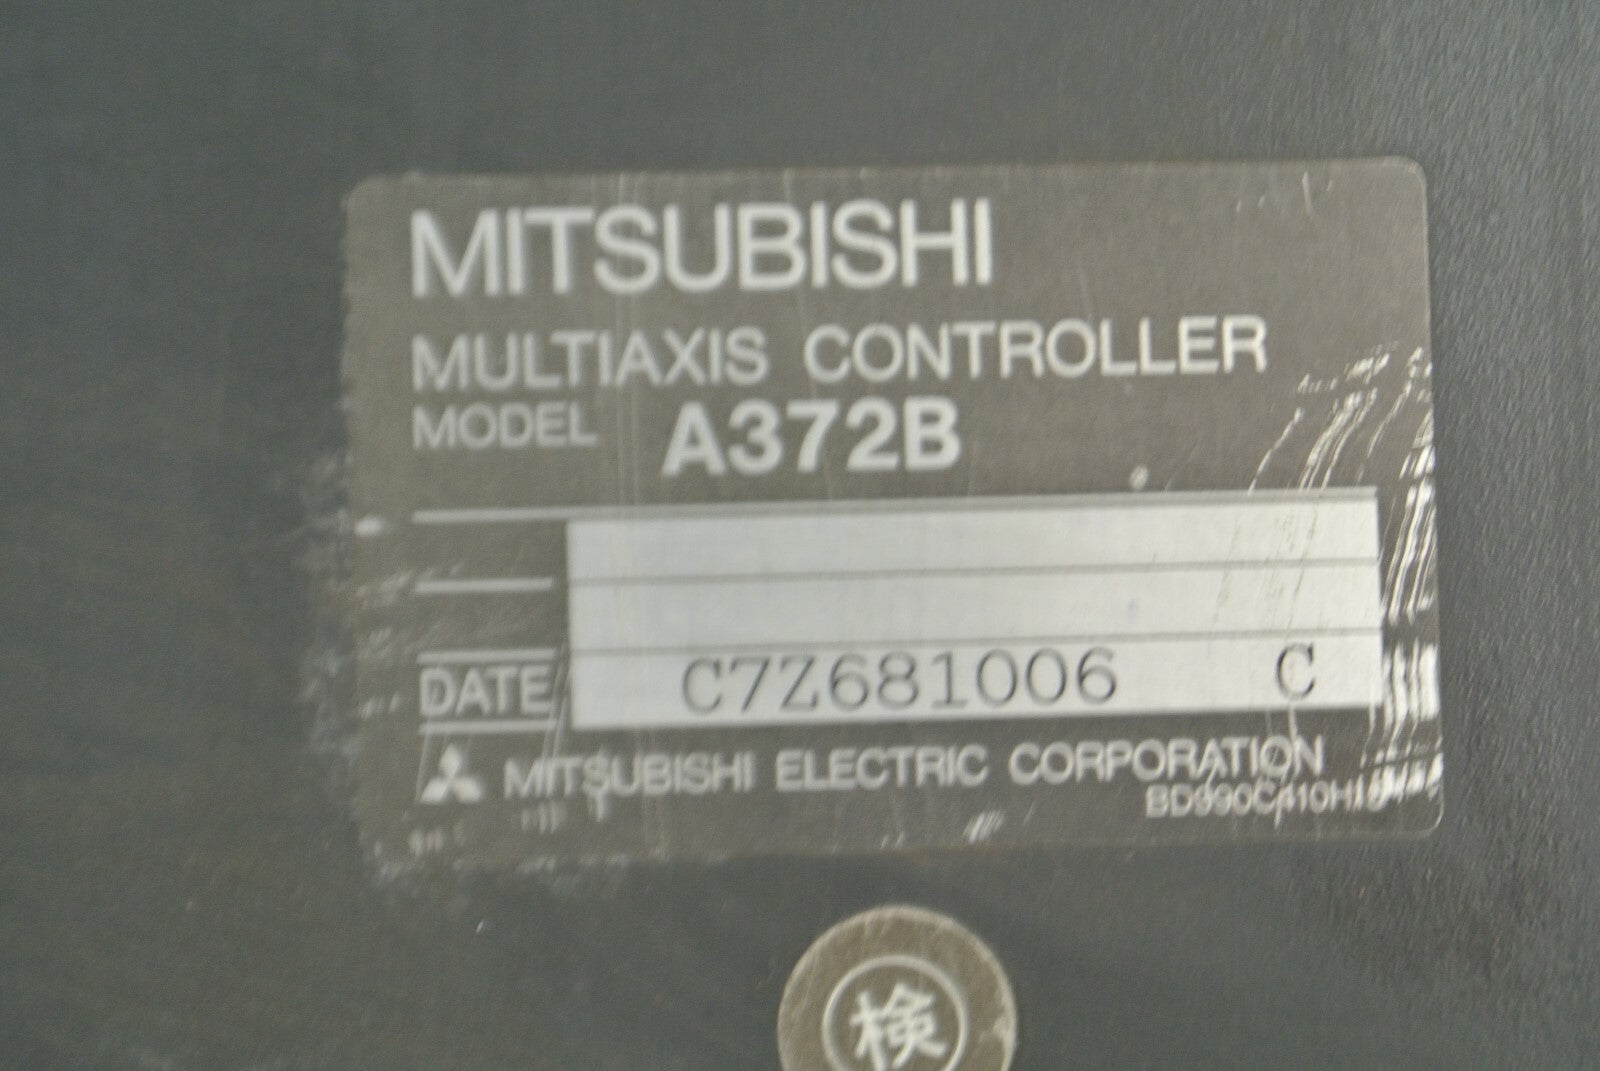 MITSUBISHI
MULTIAXIS CONTROLLER
MODEL A372B
DATE C7Z681006 C
MITSUBISHI ELECTRIC CORPORATION
検